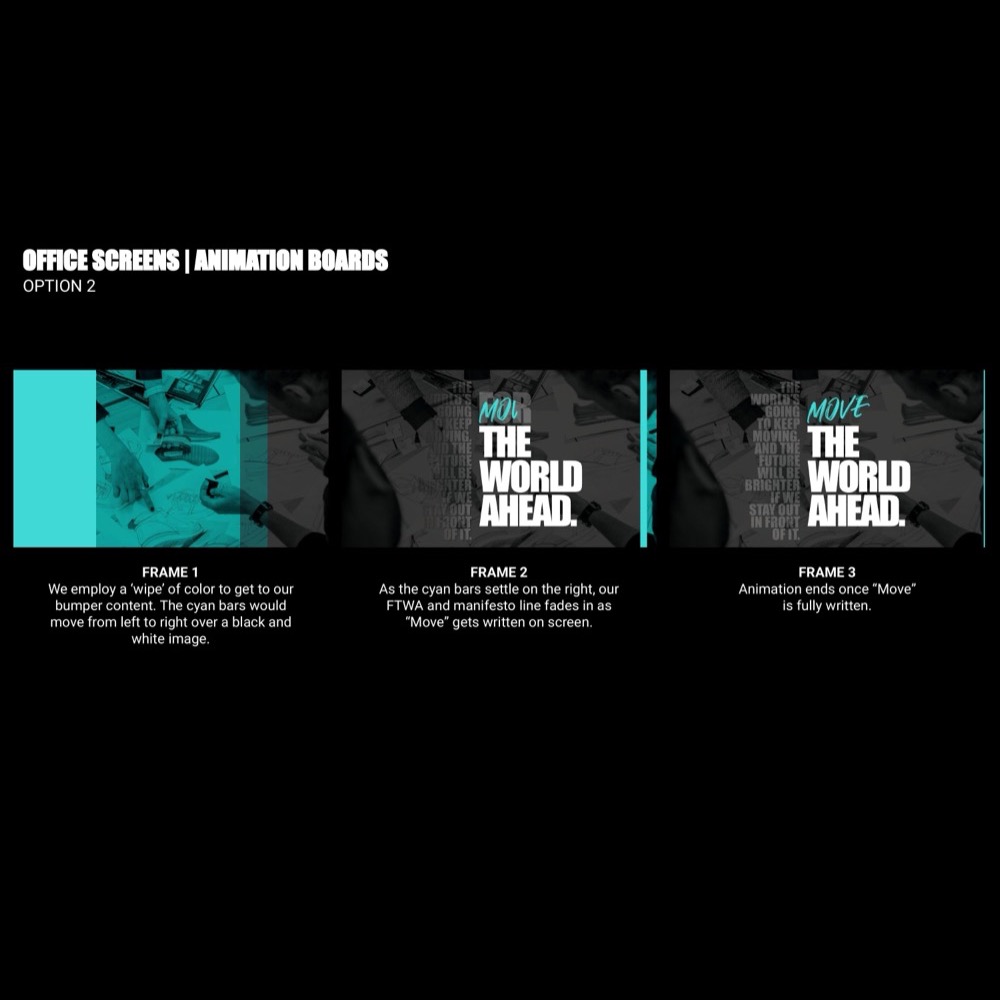 OFFICE SCREENS | ANIMATION BOARDS
OPTION 2
MOV
THE
WORLD
AHEAD.
THE
WORLD'S
GOING
TO KEEP
MOVING.
AND THE
FUTURE
WILL BE
BRIGHTER
IF WE
STAY OUT
IN FRONT
OF IT.
MOVE
THE
WORLD
AHEAD.
FRAME 1
We employ a ‘wipe’ of color to get to our
bumper content. The cyan bars would
move from left to right over a black and
white image.
FRAME 2
As the cyan bars settle on the right, our
FTWA and manifesto line fades in as
“Move” gets written on screen.
FRAME 3
Animation ends once “Move”
is fully written.